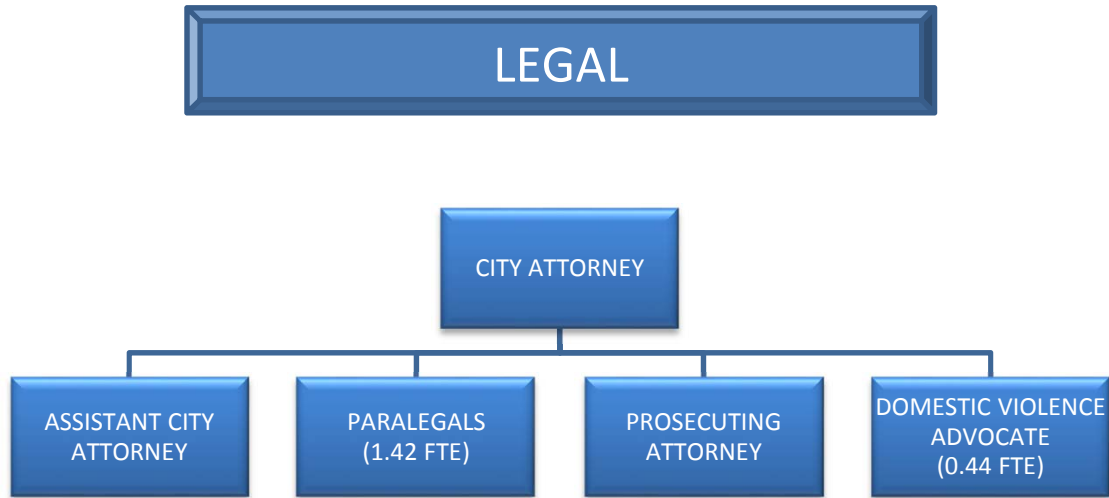 LEGAL
CITY ATTORNEY
ASSISTANT CITY
ATTORNEY
PARALEGALS
(1.42 FTE)
PROSECUTING
ATTORNEY
DOMESTIC VIOLENCE
ADVOCATE
(0.44 FTE)